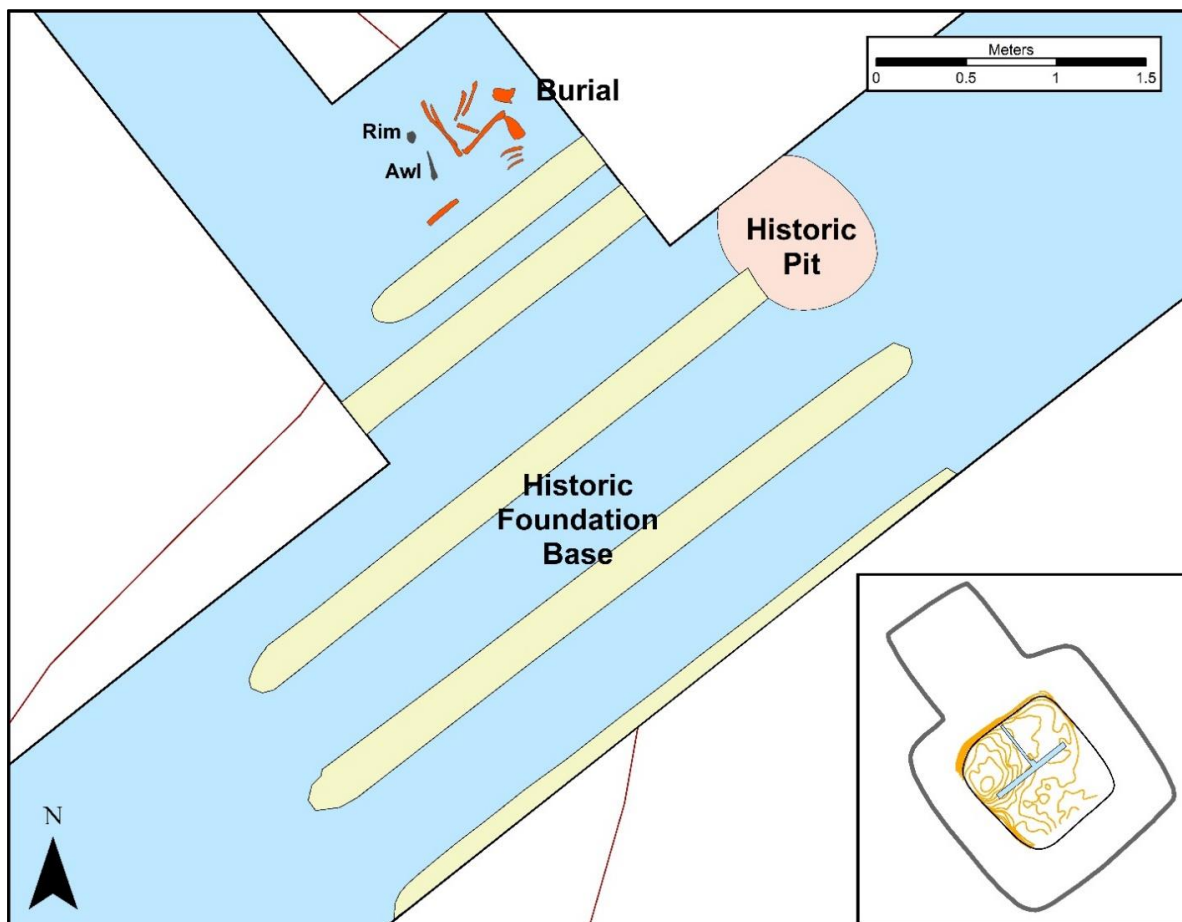 Meters
0 0.5 1 1.5
Burial
Rim
Awl
Historic
Pit
Historic
Foundation
Base
N